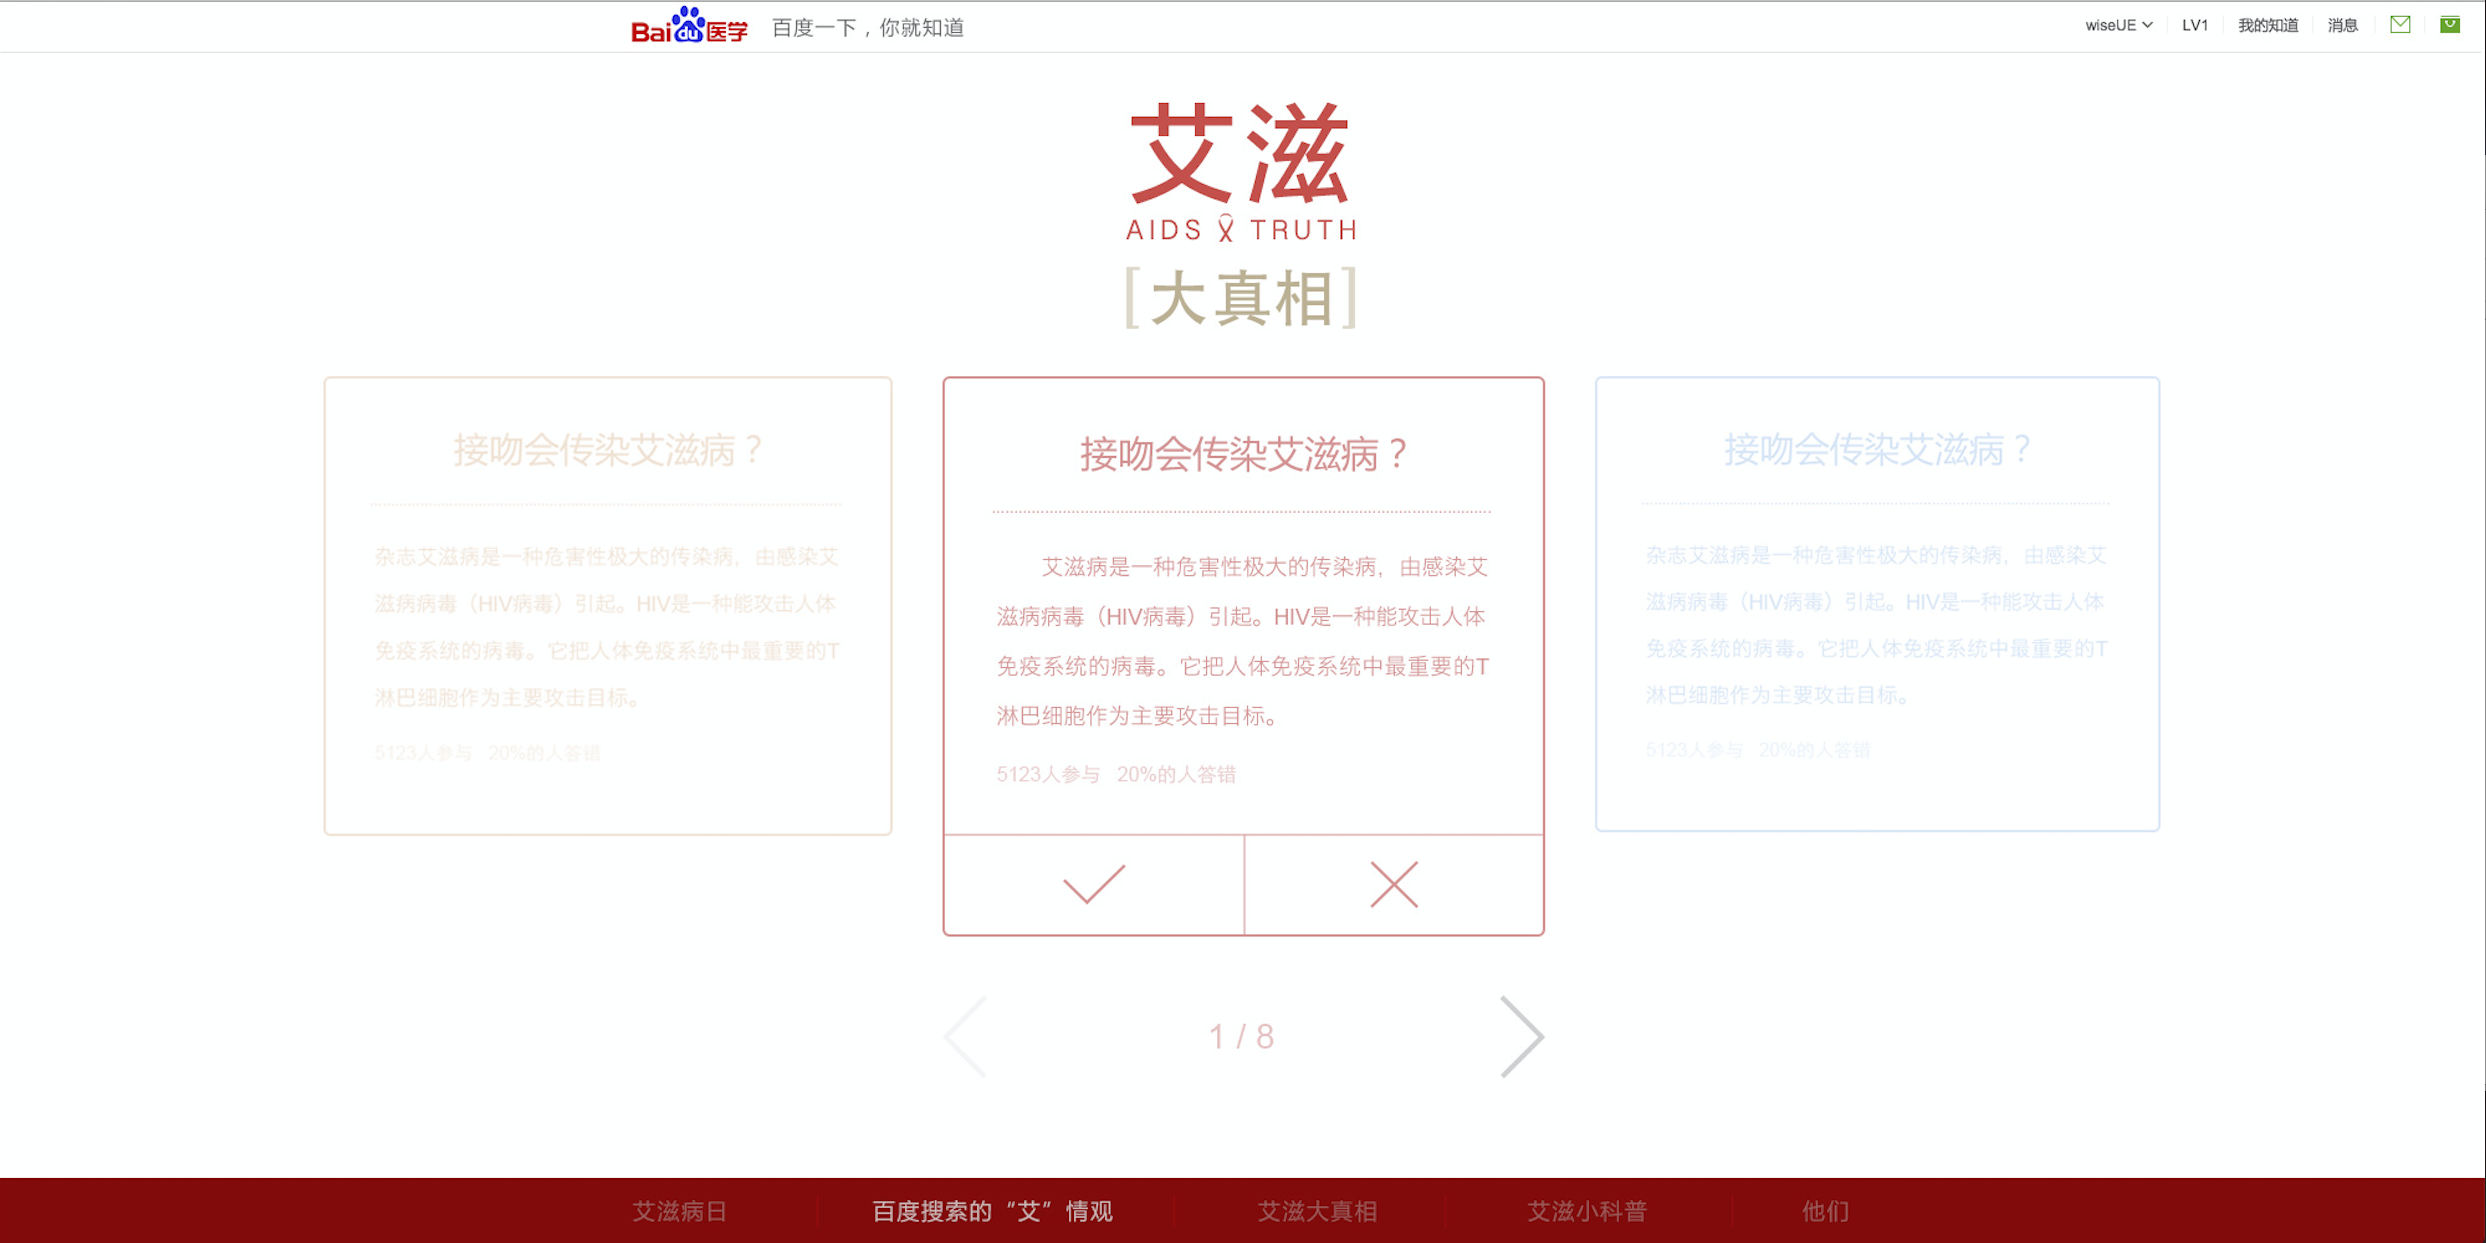 Baidu医学 百度一下，你就知道
wiseUE LV1 我的知道 消息
艾滋
AIDS TRUTH
[大真相]
接吻会传染艾滋病？
杂志艾滋病是一种危害性极大的传染病，由感染艾
滋病病毒（HIV病毒）引起。HIV是一种能攻击人体
免疫系统的病毒。它把人体免疫系统中最重要的T
淋巴细胞作为主要攻击目标。
5123人参与 20%的人答错
接吻会传染艾滋病？
艾滋病是一种危害性极大的传染病，由感染艾
滋病病毒（HIV病毒）引起。HIV是一种能攻击人体
免疫系统的病毒。它把人体免疫系统中最重要的T
淋巴细胞作为主要攻击目标。
5123人参与 20%的人答错
接吻会传染艾滋病？
杂志艾滋病是一种危害性极大的传染病，由感染艾
滋病病毒（HIV病毒）引起。HIV是一种能攻击人体
免疫系统的病毒。它把人体免疫系统中最重要的T
淋巴细胞作为主要攻击目标。
5123人参与 20%的人答错
1 / 8
艾滋病日 百度搜索的“艾”情观 艾滋大真相 艾滋小科普 他们